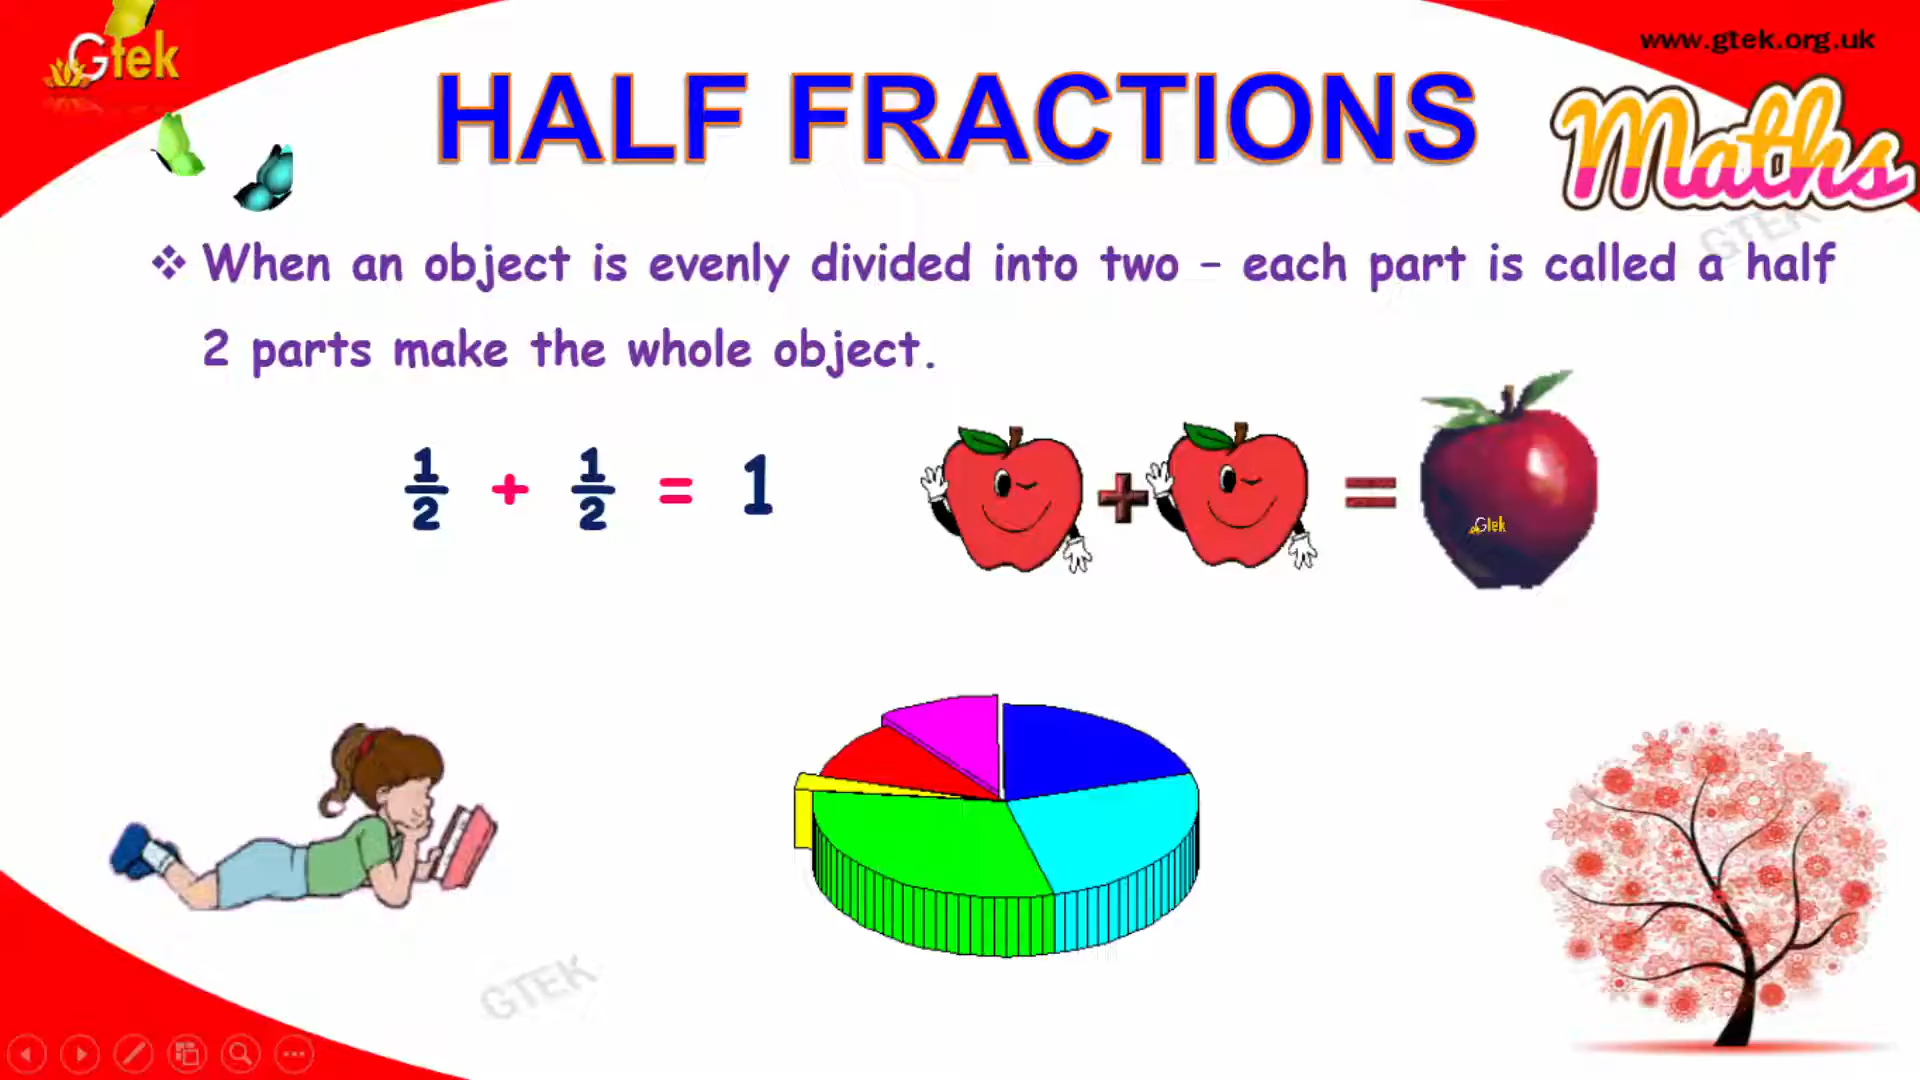 Gtek
www.gtek.org.uk
HALF FRACTIONS
Maths
GTEK
❖ When an object is evenly divided into two – each part is called a half
2 parts make the whole object.
1/2 + 1/2 = 1
+ =
Gtek
GTEK